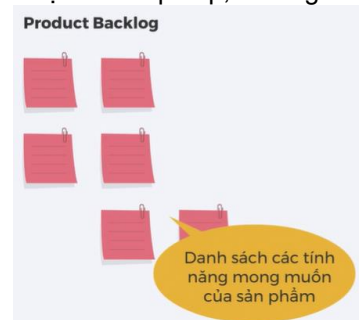 Product Backlog
Danh sách các tính
năng mong muốn
của sản phẩm